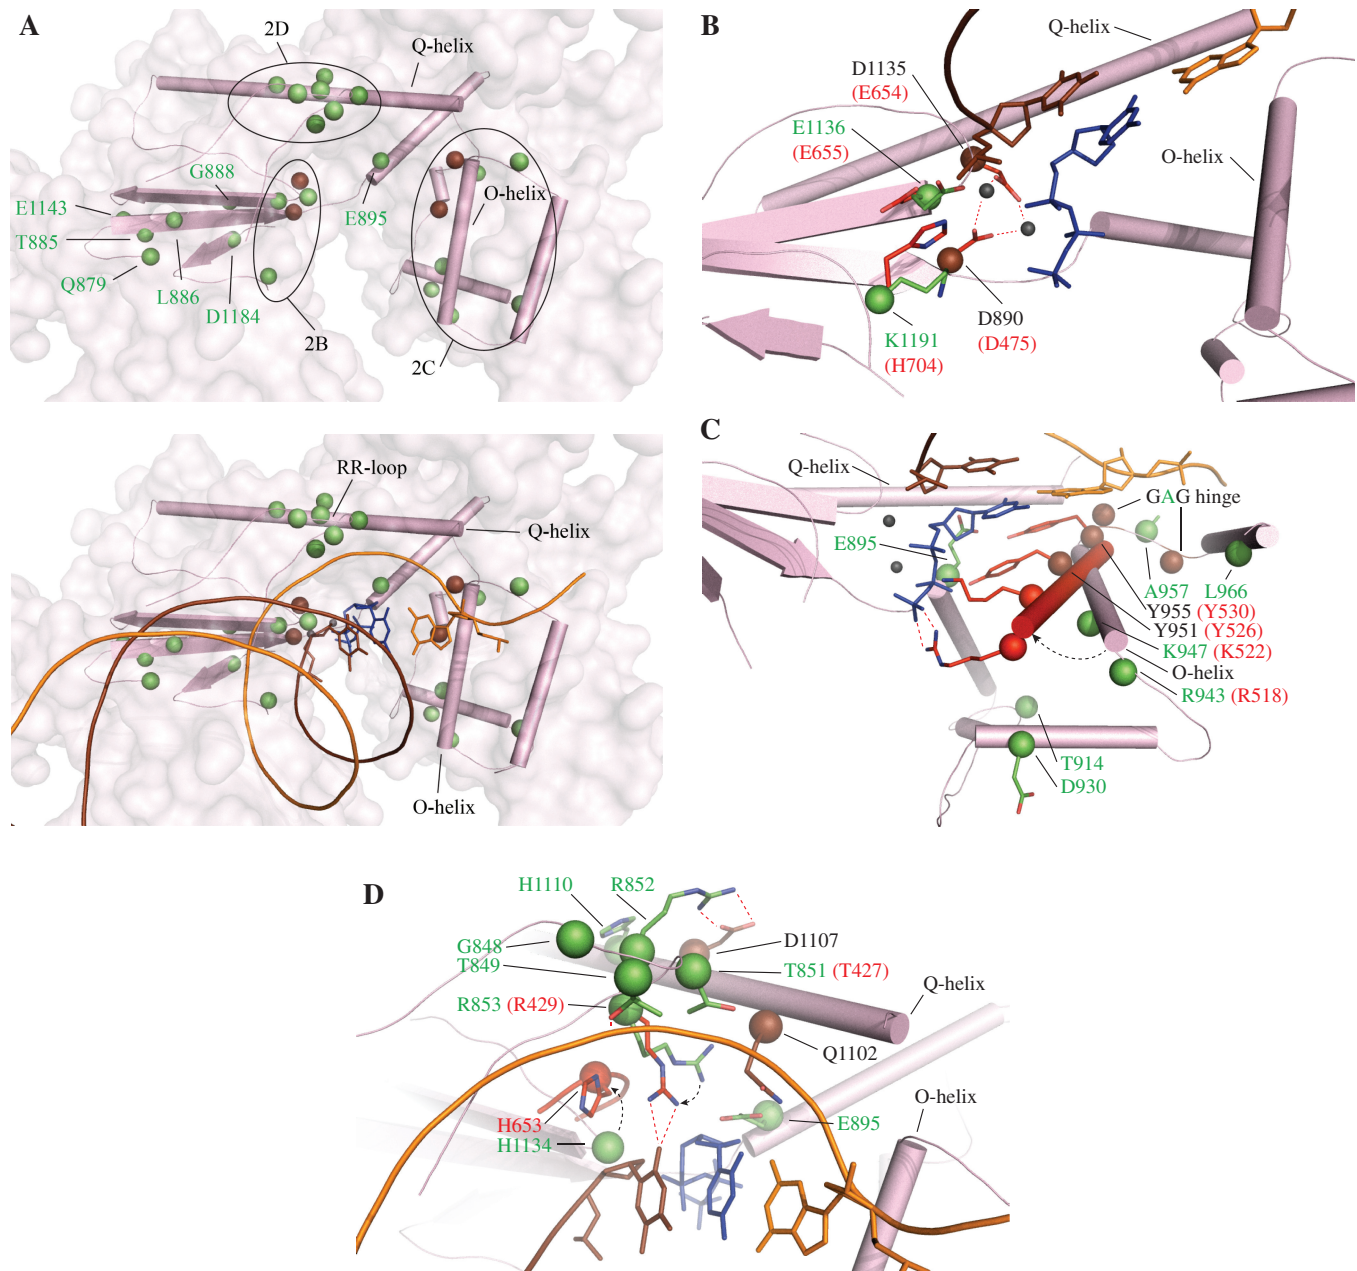 A
2D
Q-helix
G888
E1143
T885
Q879
L886
D1184
2B
E895
O-helix
2C
RR-loop
Q-helix
O-helix
B
Q-helix
D1135
(E654)
E1136
(E655)
O-helix
D890
(D475)
K1191
(H704)
C
Q-helix
GAG hinge
E895
A957
L966
Y955 (Y530)
Y951 (Y526)
K947 (K522)
O-helix
R943 (R518)
T914
D930
D
H1110
R852
G848
T849
D1107
T851 (T427)
R853 (R429)
Q-helix
Q1102
H653
H1134
E895
O-helix